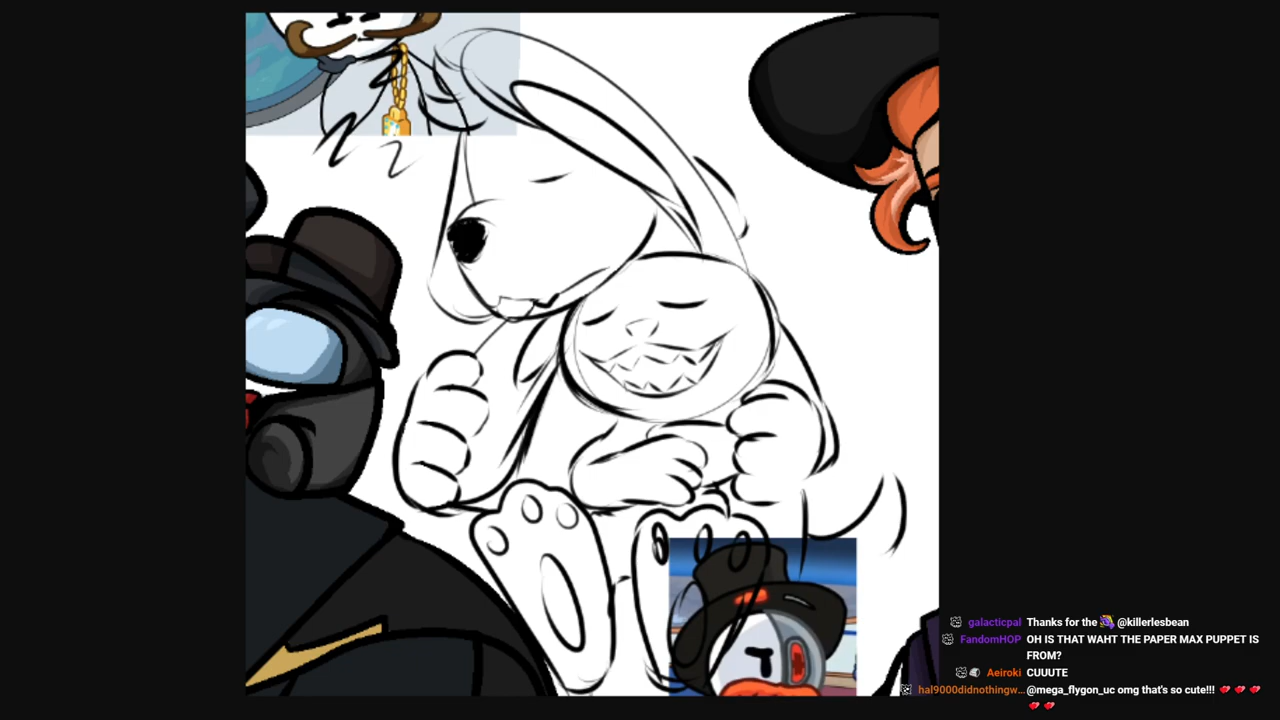 galacticpal Thanks for the @killerlesbean
FandomHOP OH IS THAT WAHT THE PAPER MAX PUPPET IS
FROM?
Aeiroki CUUUTE
hal9000didnothingw... @mega_flygon_uc omg that's so cute!!!